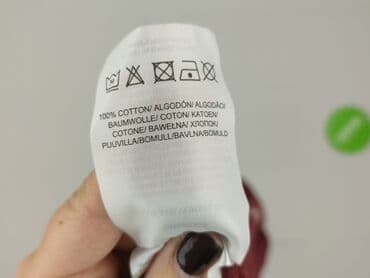 100% COTTON/ ALGODÓN/ ALGODÃO/
BAUMWOLLE/ COTON/ KATOEN/
COTONE/ BAWEŁNA/ ХЛОПОК/
PUUVILLA/BOMULL/BAVLNA/BOMULD